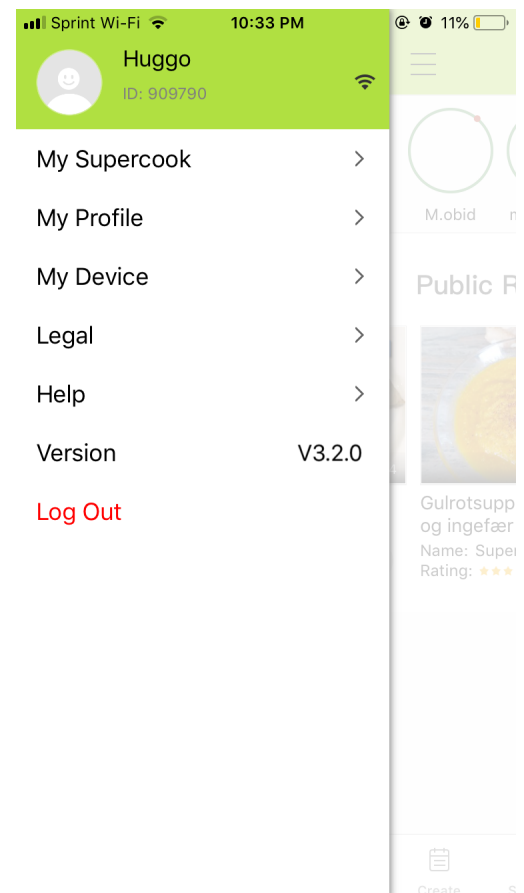 Sprint Wi-Fi 10:33 PM 11%
Huggo
ID: 909790
My Supercook
My Profile
My Device
Legal
Help
Version V3.2.0
Log Out
M.obid
Public R
Gulrotsupp
og ingefær
Name: Super
Rating:
Create